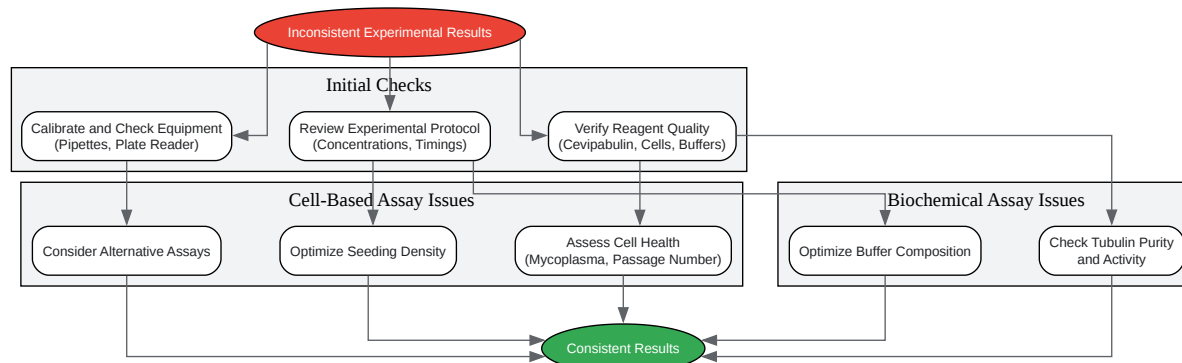 Inconsistent Experimental Results
Initial Checks
Calibrate and Check Equipment
(Pipettes, Plate Reader)
Review Experimental Protocol
(Concentrations, Timings)
Verify Reagent Quality
(Cevipabulin, Cells, Buffers)
Cell-Based Assay Issues
Biochemical Assay Issues
Consider Alternative Assays
Optimize Seeding Density
Assess Cell Health
(Mycoplasma, Passage Number)
Optimize Buffer Composition
Check Tubulin Purity
and Activity
Consistent Results